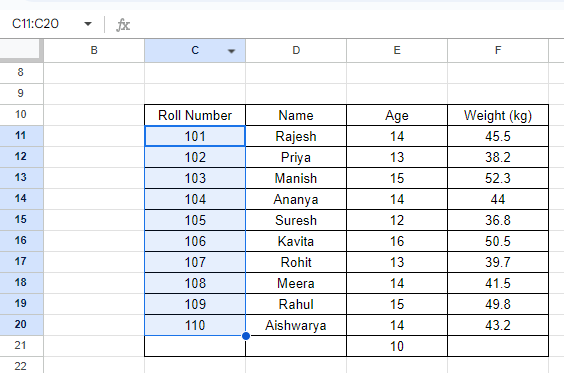 C11:C20 fx
B C D E F
8
9
10 Roll Number Name Age Weight (kg)
11 101 Rajesh 14 45.5
12 102 Priya 13 38.2
13 103 Manish 15 52.3
14 104 Ananya 14 44
15 105 Suresh 12 36.8
16 106 Kavita 16 50.5
17 107 Rohit 13 39.7
18 108 Meera 14 41.5
19 109 Rahul 15 49.8
20 110 Aishwarya 14 43.2
21 10
22